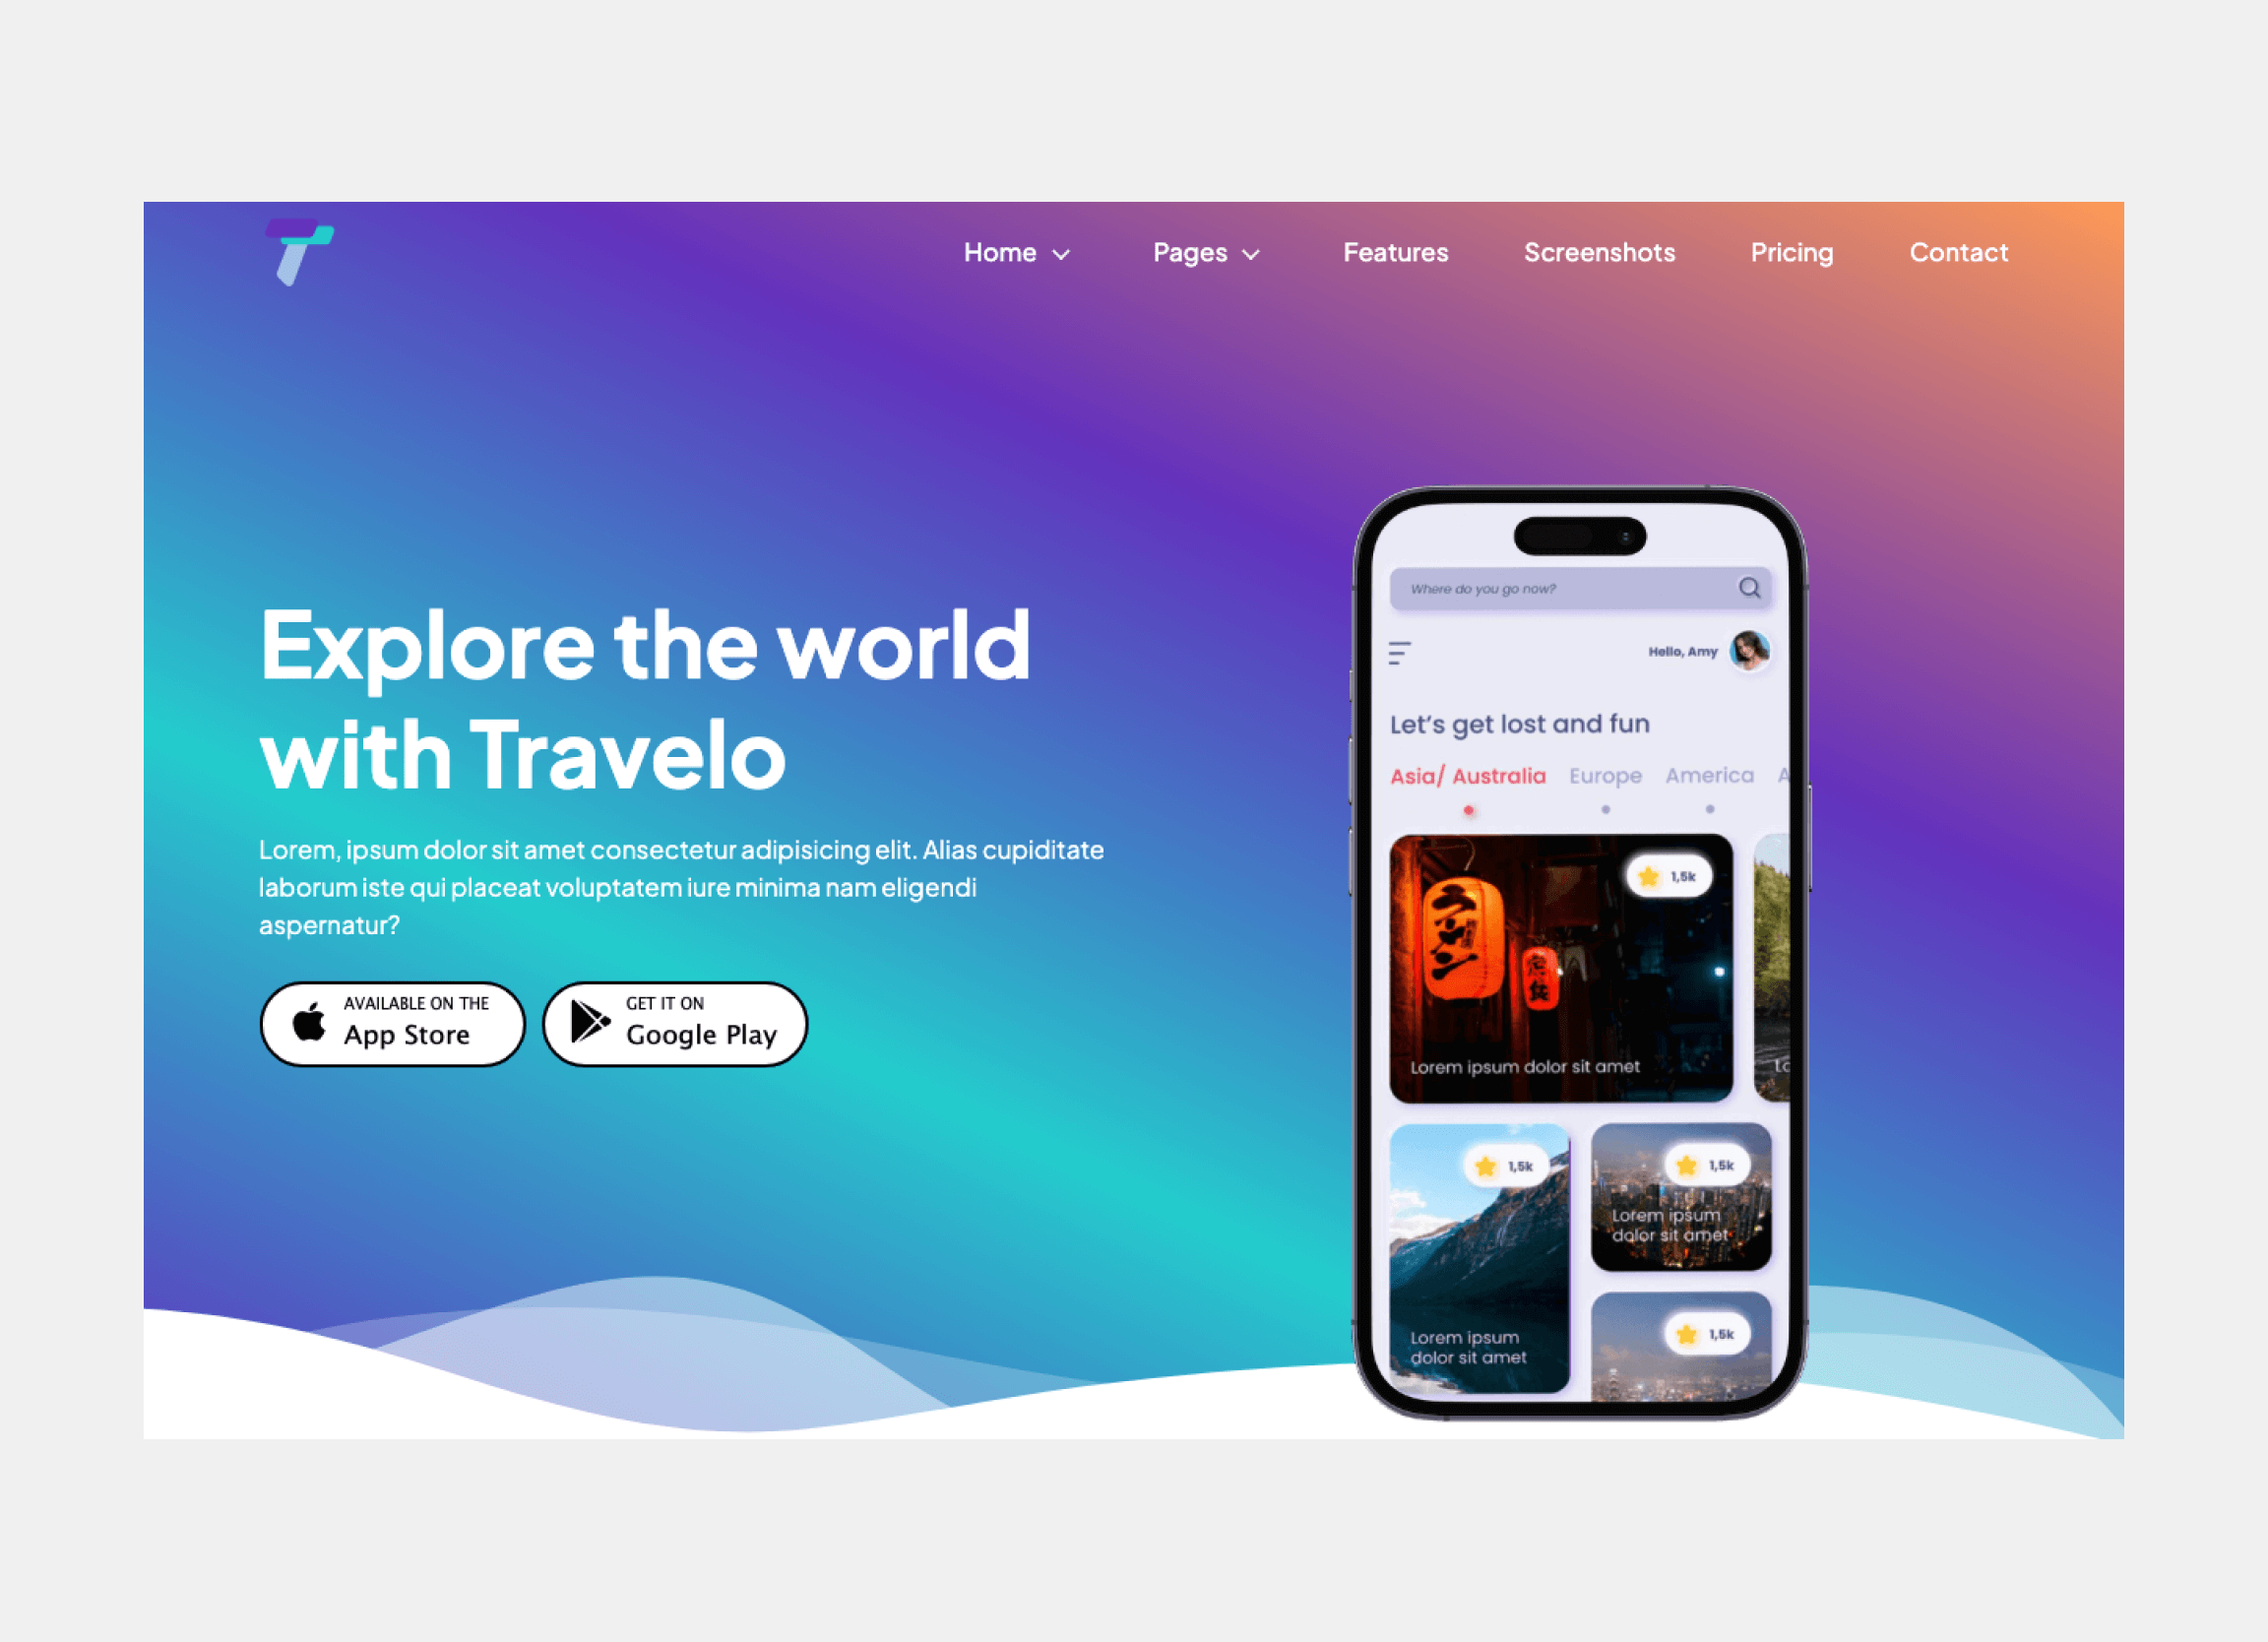 Home
Pages
Features
Screenshots
Pricing
Contact
Explore the world
with Travelo
Lorem, ipsum dolor sit amet consectetur adipisicing elit. Alias cupiditate
laborum iste qui placeat voluptatem iure minima nam eligendi
aspernatur?
AVAILABLE ON THE
App Store
GET IT ON
Google Play
Where do you go now?
Hello, Amy
Let's get lost and fun
Asia/ Australia
Europe
America
A
1,5k
Lorem ipsum dolor sit amet
Lo
1,5k
Lorem ipsum
dolor sit amet
1,5k
Lorem ipsum
dolor sit amet
1,5k